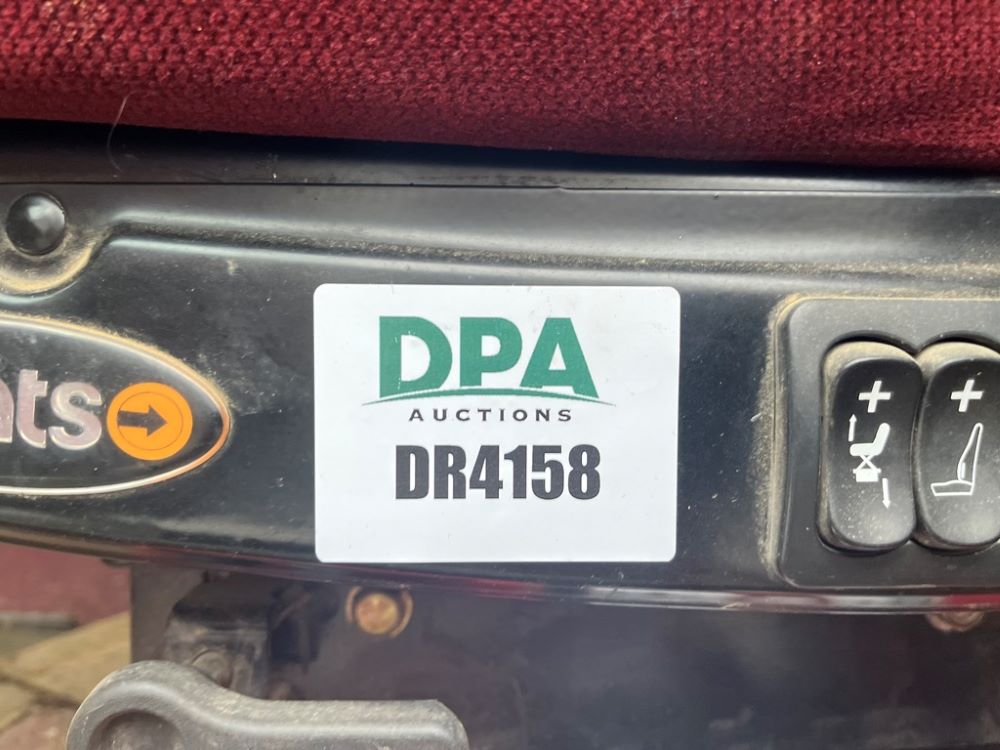 DPA
AUCTIONS
DR4158
ats
+
+